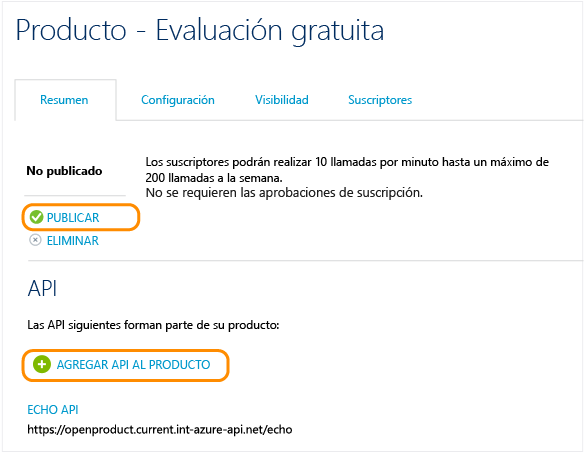 Producto - Evaluación gratuita
Resumen Configuración Visibilidad Suscriptores
No publicado
Los suscriptores podrán realizar 10 llamadas por minuto hasta un máximo de
200 llamadas a la semana.
No se requieren las aprobaciones de suscripción.
PUBLICAR
ELIMINAR
API
Las API siguientes forman parte de su producto:
AGREGAR API AL PRODUCTO
ECHO API
https://openproduct.current.int-azure-api.net/echo